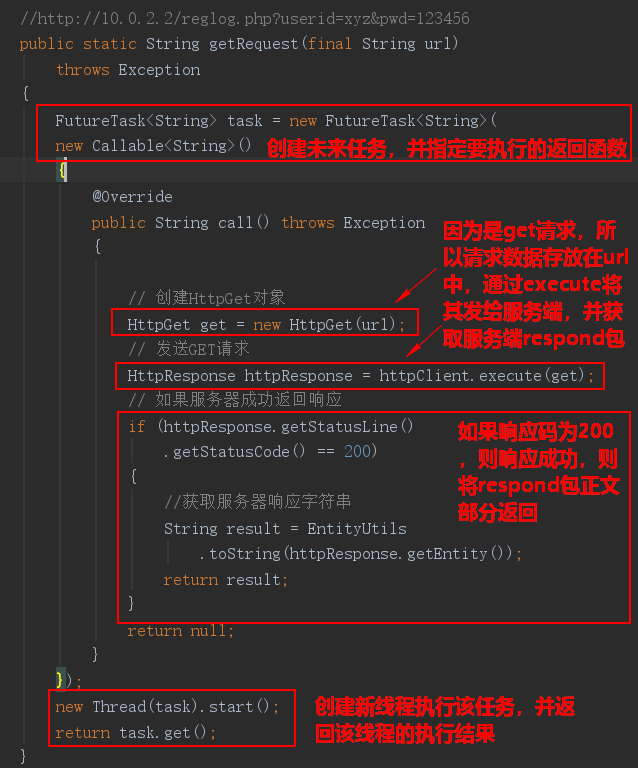 //http://10.0.2.2/reglog.php?userid=xyz&pwd=123456
public static String getRequest(final String url)
throws Exception
{
FutureTask<String> task = new FutureTask<String>(
new Callable<String>()
创建未来任务，并指定要执行的返回函数
{
@Override
public String call() throws Exception
{
因为是get请求，所
以请求数据存放在url
中，通过execute将
其发给服务端，并获
取服务端respond包
// 创建HttpGet对象
HttpGet get = new HttpGet(url);
// 发送GET请求
HttpResponse httpResponse = httpClient.execute(get);
// 如果服务器成功返回响应
if (httpResponse.getStatusLine()
.getStatusCode() == 200)
{
如果响应码为200
，则响应成功，则
将respond包正文
部分返回
//获取服务器响应字符串
String result = EntityUtils
.toString(httpResponse.getEntity());
return result;
}
return null;
}
});
new Thread(task).start();
return task.get();
创建新线程执行该任务，并返
回该线程的执行结果
}